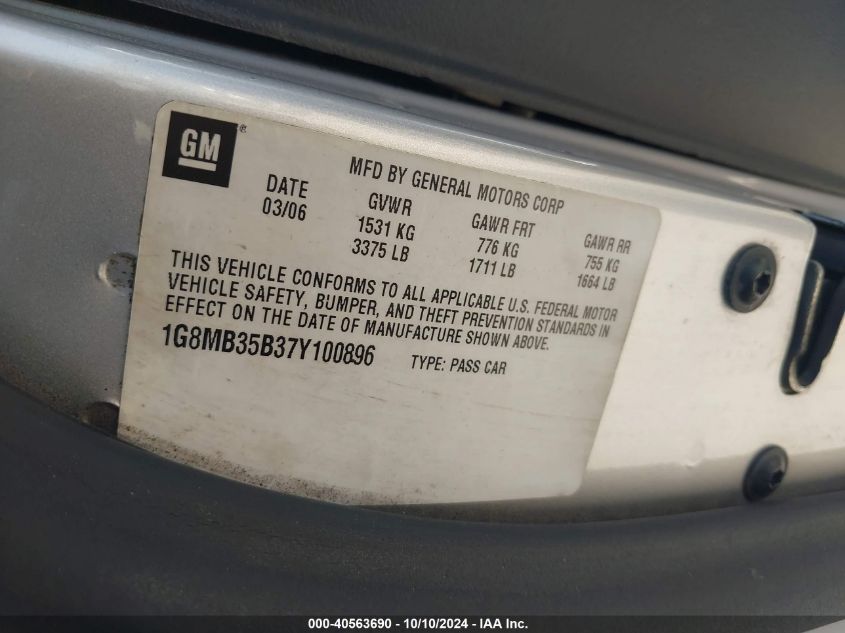 GM ®
MFD BY GENERAL MOTORS CORP
DATE GVWR GAWR FRT GAWR RR
03/06 1531 KG 776 KG 755 KG
3375 LB 1711 LB 1664 LB
THIS VEHICLE CONFORMS TO ALL APPLICABLE U.S. FEDERAL MOTOR
VEHICLE SAFETY, BUMPER, AND THEFT PREVENTION STANDARDS IN
EFFECT ON THE DATE OF MANUFACTURE SHOWN ABOVE.
1G8MB35B37Y100896 TYPE: PASS CAR
000-40563690 - 10/10/2024 - IAA Inc.